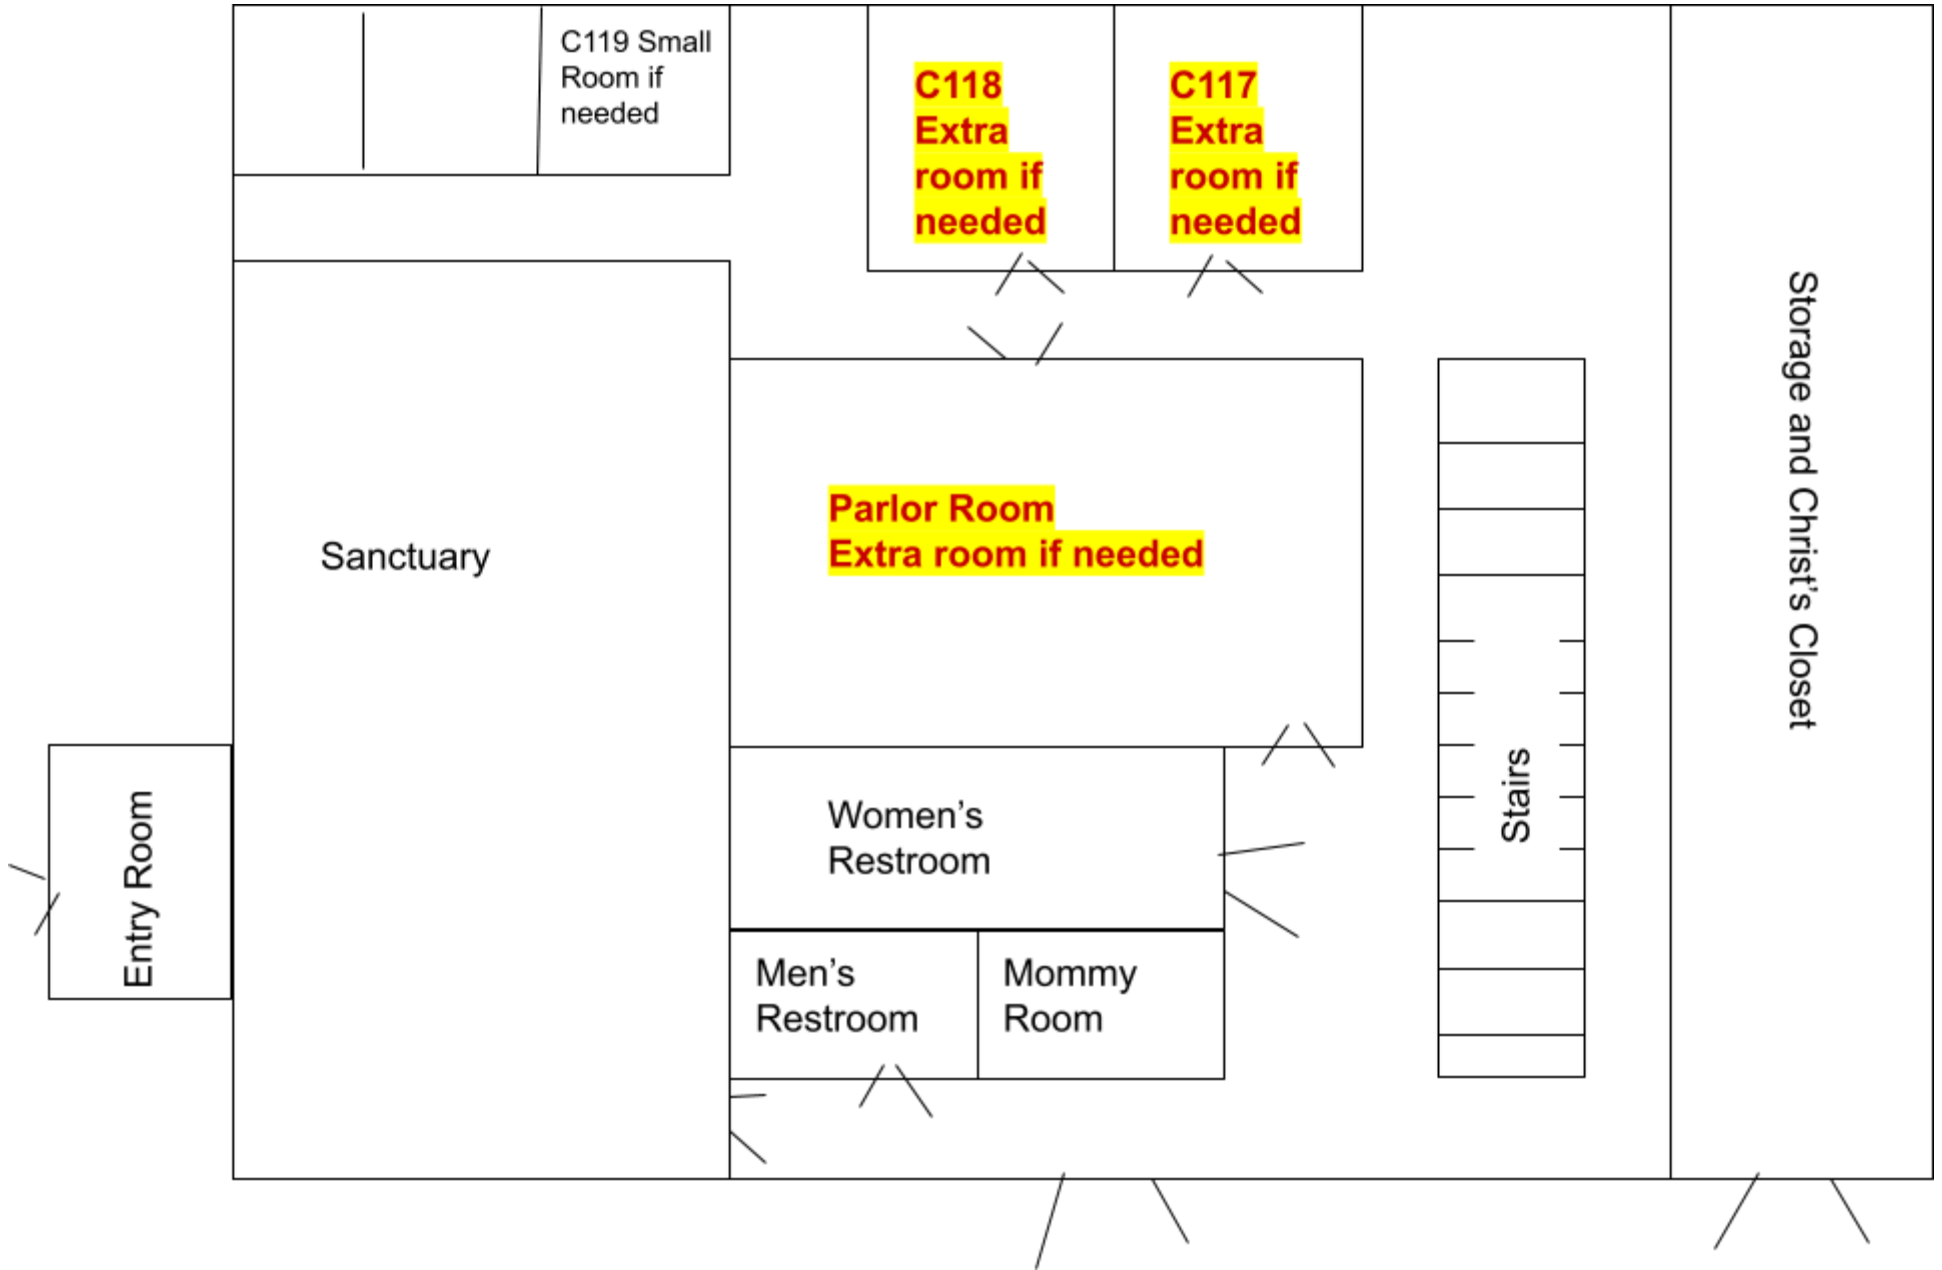 C119 Small
Room if
needed
C118
Extra
room if
needed
C117
Extra
room if
needed
Storage and Christ’s Closet
Parlor Room
Extra room if needed
Sanctuary
Stairs
Entry Room
Women’s
Restroom
Men’s
Restroom
Mommy
Room